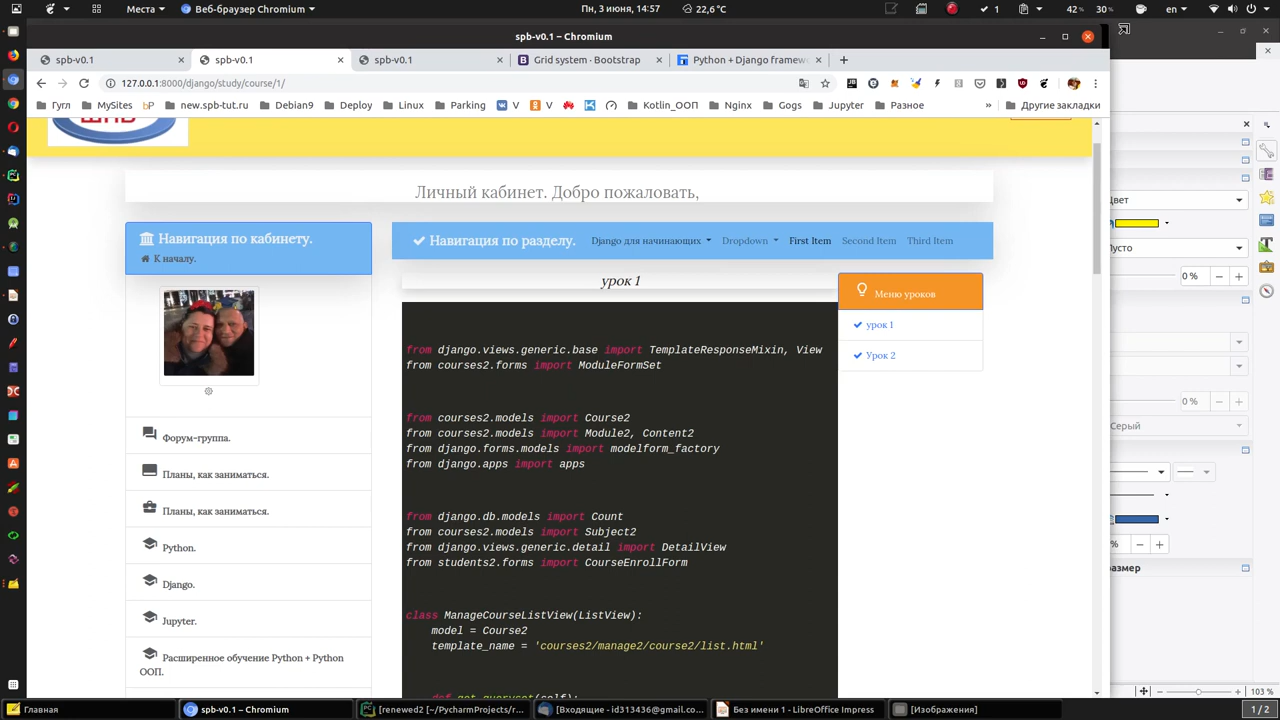 Места
Веб-браузер Chromium
Пн, 3 июня, 14:57
22,6°C
42%
spb-v0.1 – Chromium
spb-v0.1
spb-v0.1
spb-v0.1
Grid system · Bootstrap
Python + Django framew
127.0.0.1:8000/django/study/course/1/
Гугл
MySites
new.spb-tut.ru
Debian9
Deploy
Linux
Parking
V
V
Kotlin_ООП
Nginx
Gogs
Jupyter
Разное
»
Другие закладки
ШПВ
Личный кабинет. Добро пожаловать,
Навигация по кабинету.
К началу.
Навигация по разделу.
Django для начинающих
Dropdown
First Item
Second Item
Third Item
урок 1
Меню уроков
урок 1
Урок 2
from django.views.generic.base import TemplateResponseMixin, View
from courses2.forms import ModuleFormSet
from courses2.models import Course2
from courses2.models import Module2, Content2
from django.forms.models import modelform_factory
from django.apps import apps
from django.db.models import Count
from courses2.models import Subject2
from django.views.generic.detail import DetailView
from students2.forms import CourseEnrollForm
class ManageCourseListView(ListView):
model = Course2
template_name = 'courses2/manage2/course2/list.html'
def get_queryset(self):
Форум-группа.
Планы, как заниматься.
Планы, как заниматься.
Python.
Django.
Jupyter.
Расширенное обучение Python + Python
ООП.
Цвет
Пусто
0 %
0 %
Серый
%
разом
103 %
Главная
spb-v0.1 – Chromium
[renewed2 [~/PycharmProjects/r...
[Входящие - id313436@gmail.co...
Без имени 1 - LibreOffice Impress
[Изображения]
1 / 2